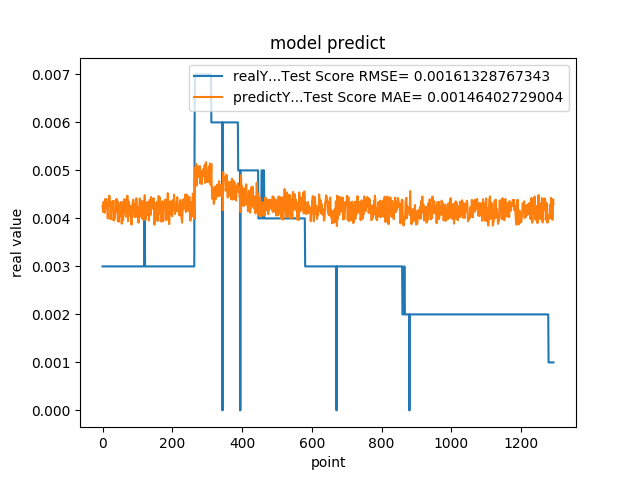 model predict
realY...Test Score RMSE= 0.00161328767343
predictY...Test Score MAE= 0.00146402729004
0.007
0.006
0.005
0.004
0.003
0.002
0.001
0.000
real value
0 200 400 600 800 1000 1200
point